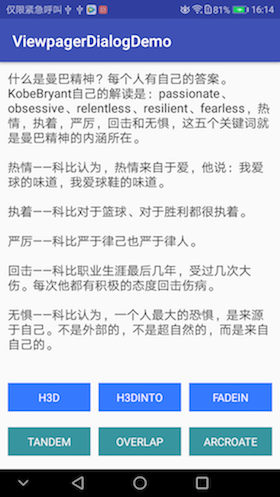 仅限紧急呼叫
81% 16:14
ViewpagerDialogDemo
什么是曼巴精神？每个人有自己的答案。
KobeBryant自己的解读是：passionate、
obsessive、relentless、resilient、fearless，热
情，执着，严厉，回击和无惧，这五个关键词就
是曼巴精神的内涵所在。
热情——科比认为，热情来自于爱，他说：我爱
球的味道，我爱球鞋的味道。
执着——科比对于篮球、对于胜利都很执着。
严厉——科比严于律己也严于律人。
回击——科比职业生涯最后几年，受过几次大
伤。每次他都有积极的态度回击伤病。
无惧——科比认为，一个人最大的恐惧，是来源
于自己。不是外部的，不是超自然的，而是来自
自己的。
H3D H3DINTO FADEIN
TANDEM OVERLAP ARCROATE